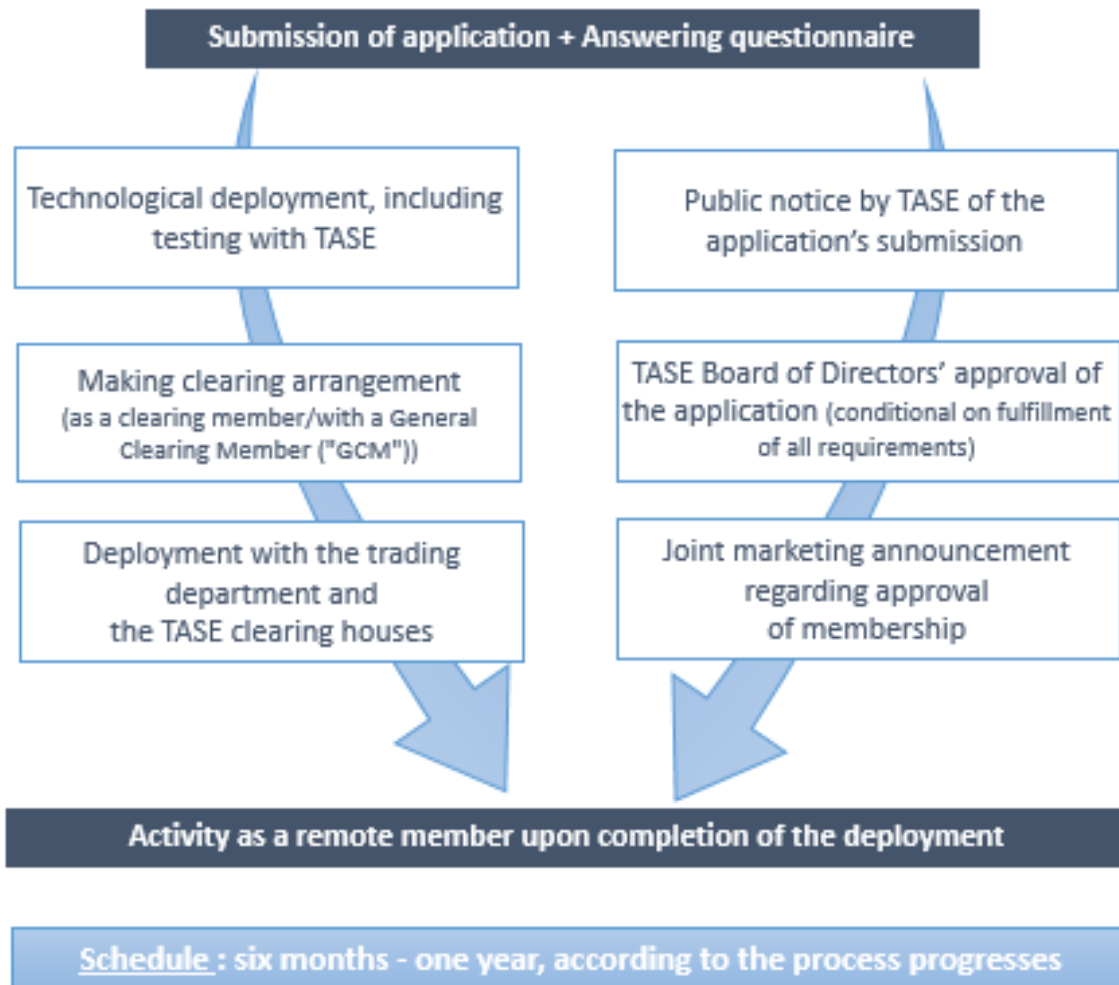 Submission of application + Answering questionnaire
Technological deployment, including
testing with TASE
Making clearing arrangement
(as a clearing member/with a General
Clearing Member ("GCM"))
Deployment with the trading
department and
the TASE clearing houses
Public notice by TASE of the
application's submission
TASE Board of Directors' approval of
the application (conditional on fulfillment
of all requirements)
Joint marketing announcement
regarding approval
of membership
Activity as a remote member upon completion of the deployment
Schedule : six months - one year, according to the process progresses